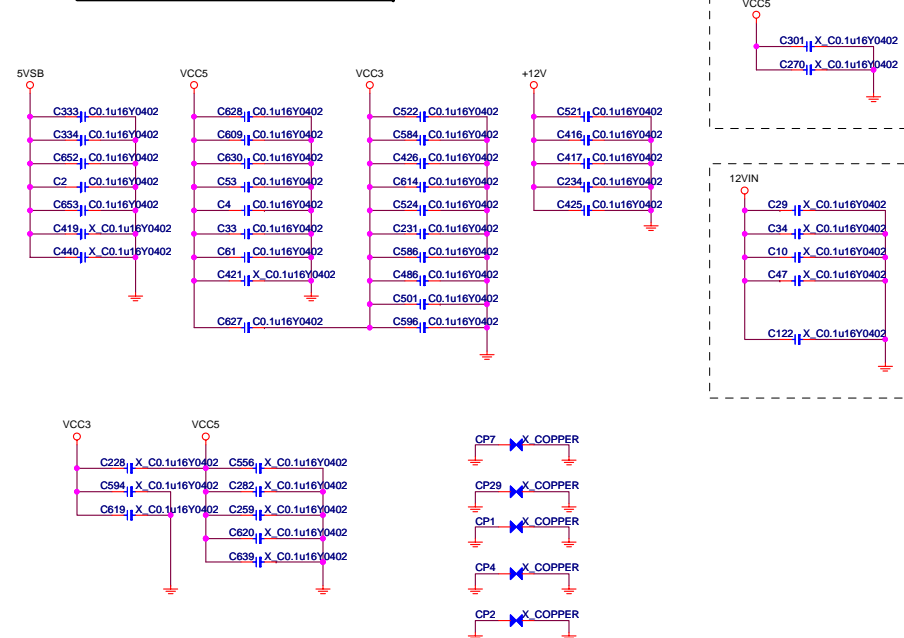 VCC5
C301 X_C0.1u16Y0402
C270 X_C0.1u16Y0402
5VSB
C333 C0.1u16Y0402
C334 C0.1u16Y0402
C652 C0.1u16Y0402
C2 C0.1u16Y0402
C653 C0.1u16Y0402
C419 X_C0.1u16Y0402
C440 X_C0.1u16Y0402
VCC5
C628 C0.1u16Y0402
C609 C0.1u16Y0402
C630 C0.1u16Y0402
C53 C0.1u16Y0402
C4 C0.1u16Y0402
C33 C0.1u16Y0402
C61 C0.1u16Y0402
C421 X_C0.1u16Y0402
C627 C0.1u16Y0402
VCC3
C522 C0.1u16Y0402
C584 C0.1u16Y0402
C426 C0.1u16Y0402
C614 C0.1u16Y0402
C524 C0.1u16Y0402
C231 C0.1u16Y0402
C586 C0.1u16Y0402
C486 C0.1u16Y0402
C501 C0.1u16Y0402
C596 C0.1u16Y0402
+12V
C521 C0.1u16Y0402
C416 C0.1u16Y0402
C417 C0.1u16Y0402
C234 C0.1u16Y0402
C425 C0.1u16Y0402
12VIN
C29 X_C0.1u16Y0402
C34 X_C0.1u16Y0402
C10 X_C0.1u16Y0402
C47 X_C0.1u16Y0402
C122 X_C0.1u16Y0402
VCC3
C228 X_C0.1u16Y0402
C594 X_C0.1u16Y0402
C619 X_C0.1u16Y0402
VCC5
C556 X_C0.1u16Y0402
C282 X_C0.1u16Y0402
C259 X_C0.1u16Y0402
C620 X_C0.1u16Y0402
C639 X_C0.1u16Y0402
CP7 X_COPPER
CP29 X_COPPER
CP1 X_COPPER
CP4 X_COPPER
CP2 X_COPPER